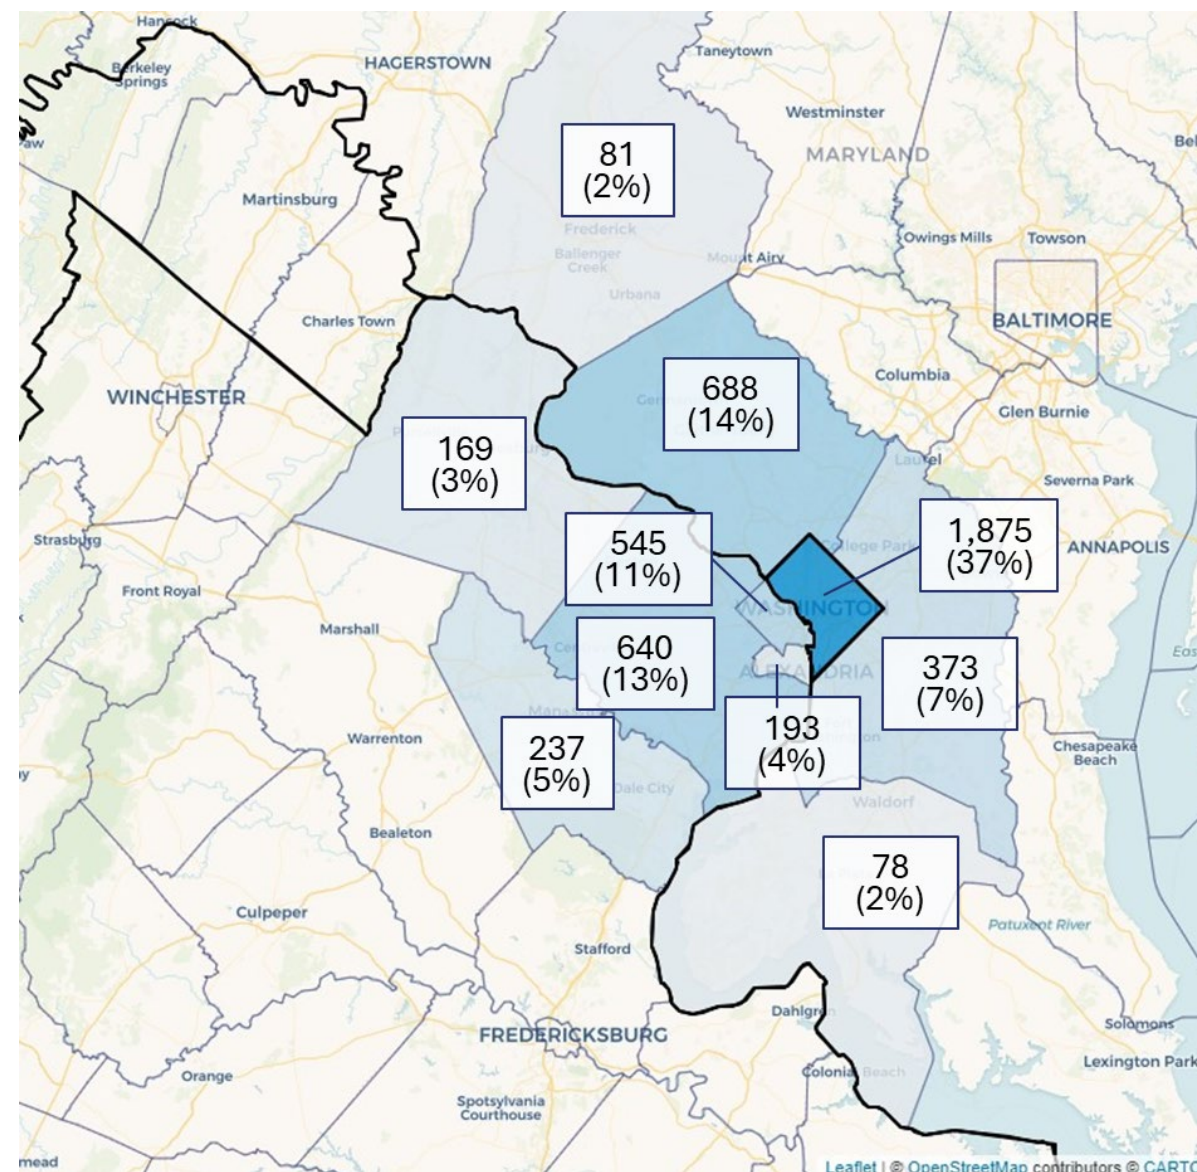 Hancock
Taneytown
HAGERSTOWN
Berkeley
Springs
Westminster
aw
Bel
81
(2%)
MARYLAND
Martinsburg
Frederick
Owings Mills
Towson
Ballenger
Creek
Mount Airy
Urbana
Charles Town
BALTIMORE
Columbia
WINCHESTER
688
(14%)
Glen Burnie
169
(3%)
Laurel
Severna Park
Strasburg
545
(11%)
College Park
1,875
(37%)
ANNAPOLIS
Front Royal
WASHINGTON
Marshall
640
(13%)
Eas
ALEXANDRIA
373
(7%)
Warrenton
237
(5%)
193
(4%)
Chesapeake
Beach
Dale City
Waldorf
Bealeton
78
(2%)
Culpeper
Patuxent River
Stafford
Dahlgren
FREDERICKSBURG
Solomons
Orange
Colonial Beach
Lexington Park
Spotsylvania
Courthouse
mead
Leaflet | © OpenStreetMap contributors © CARTO